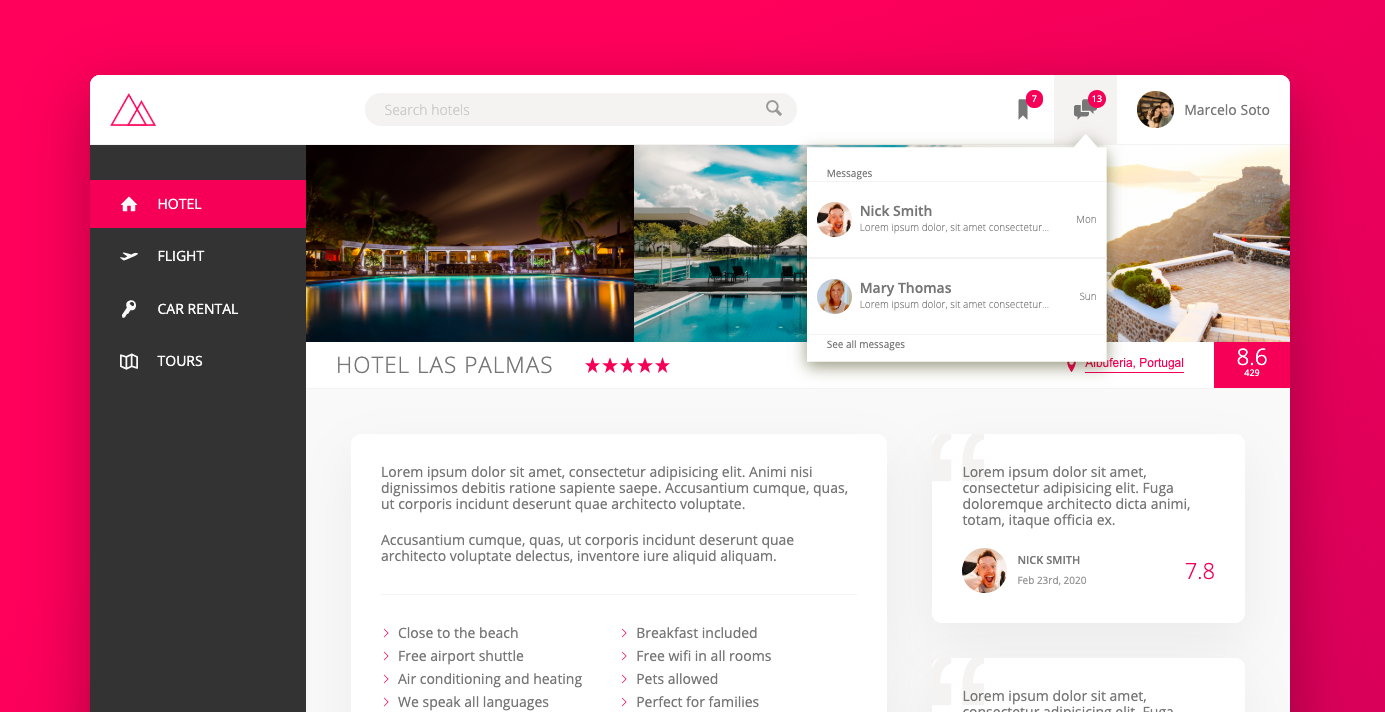 Search hotels
7
13
Marcelo Soto
Messages
Nick Smith
Lorem ipsum dolor, sit amet consectetur...
Mon
Mary Thomas
Lorem ipsum dolor, sit amet consectetur...
Sun
See all messages
HOTEL
FLIGHT
CAR RENTAL
TOURS
HOTEL LAS PALMAS
Albuferia, Portugal
8.6
429
Lorem ipsum dolor sit amet, consectetur adipisicing elit. Animi nisi
dignissimos debitis ratione sapiente saepe. Accusantium cumque, quas,
ut corporis incidunt deserunt quae architecto voluptate.
Accusantium cumque, quas, ut corporis incidunt deserunt quae
architecto voluptate delectus, inventore iure aliquid aliquam.
Close to the beach
Free airport shuttle
Air conditioning and heating
We speak all languages
Breakfast included
Free wifi in all rooms
Pets allowed
Perfect for families
Lorem ipsum dolor sit amet,
consectetur adipisicing elit. Fuga
doloremque architecto dicta animi,
totam, itaque officia ex.
NICK SMITH
Feb 23rd, 2020
7.8
Lorem ipsum dolor sit amet,
consectetur adipisicing elit. Fuga